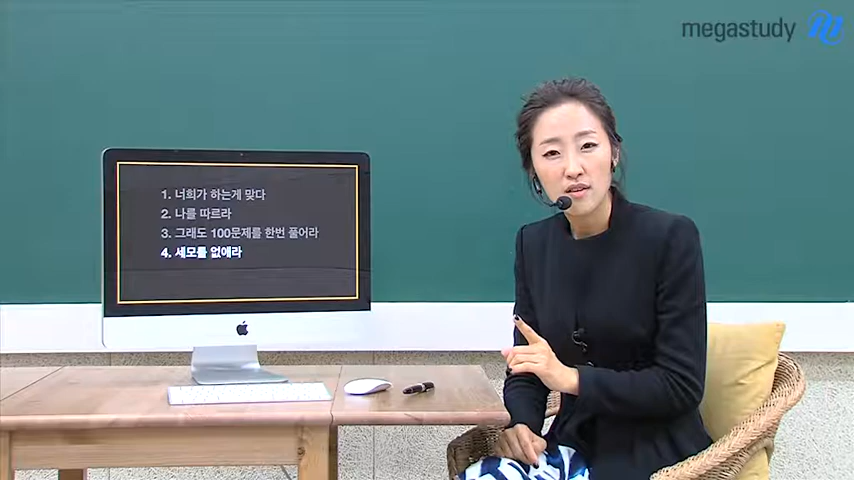 megastudy
1. 너희가 하는게 맞다
2. 나를 따르라
3. 그래도 100문제를 한번 풀어라
4. 세모를 없애라